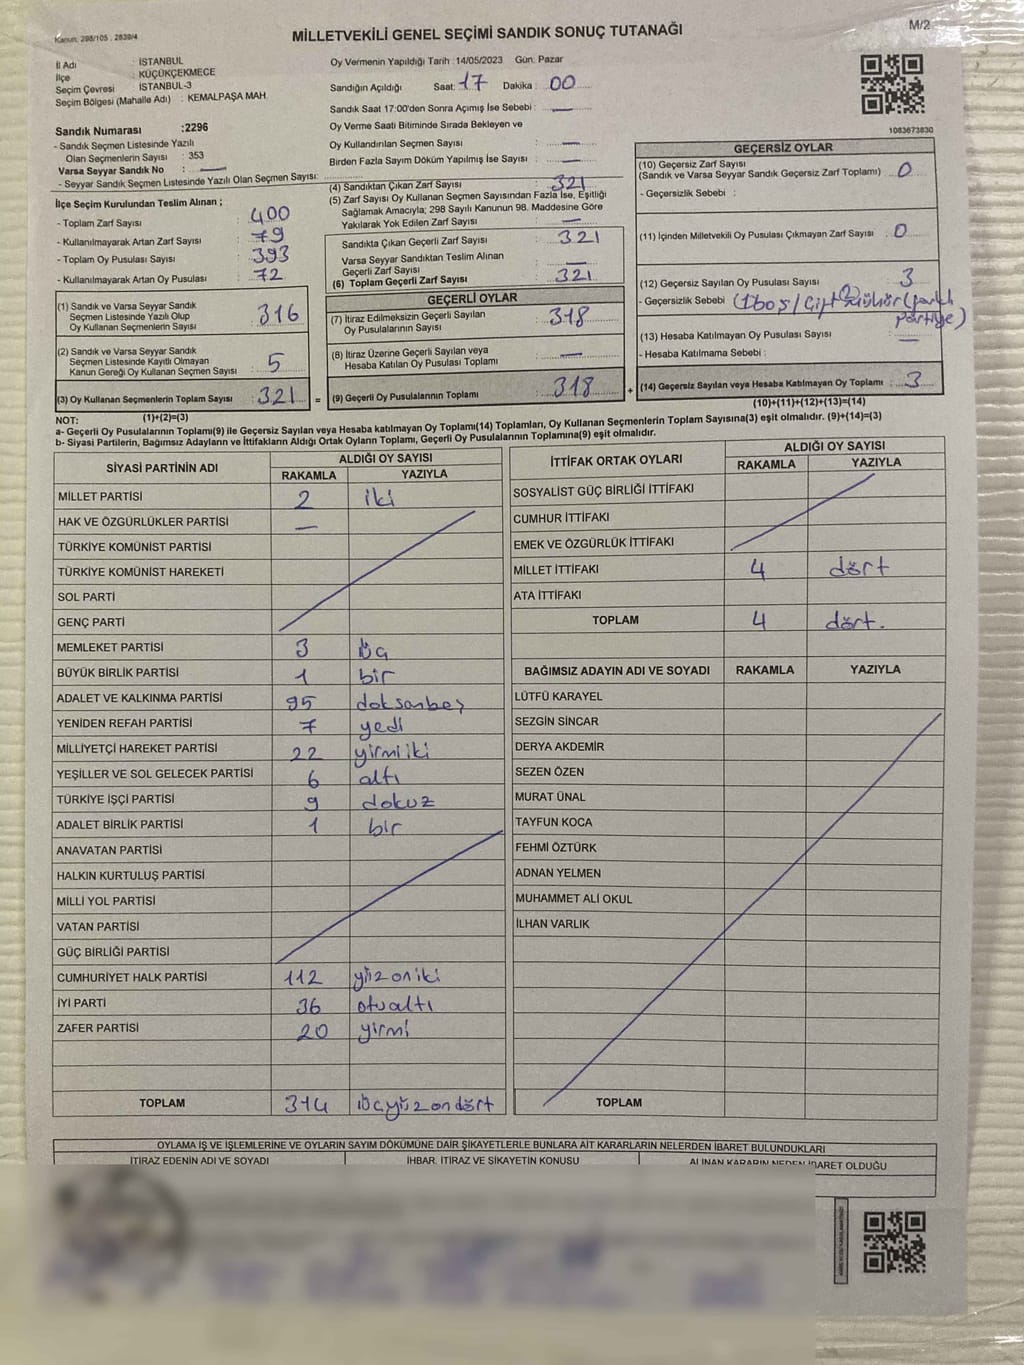 Kanun: 298/105 , 2839/4
MİLLETVEKİLİ GENEL SEÇİMİ SANDIK SONUÇ TUTANAĞI
M/2
İl Adı : İSTANBUL
İlçe : KÜÇÜKÇEKMECE
Seçim Çevresi : İSTANBUL-3
Seçim Bölgesi (Mahalle Adı) : KEMALPAŞA MAH.
Sandık Numarası :2296
- Sandık Seçmen Listesinde Yazılı
Olan Seçmenlerin Sayısı : 353
Varsa Seyyar Sandık No : —
- Seyyar Sandık Seçmen Listesinde Yazılı Olan Seçmen Sayısı:
Oy Vermenin Yapıldığı Tarih :14/05/2023 Gün: Pazar
Sandığın Açıldığı Saat: 17 Dakika : 00
Sandık Saat 17:00'den Sonra Açımış İse Sebebi : —
Oy Verme Saati Bitiminde Sırada Bekleyen ve
Oy Kullandırılan Seçmen Sayısı : —
Birden Fazla Sayım Döküm Yapılmış İse Sayısı : —
1083673830
İlçe Seçim Kurulundan Teslim Alınan ;
- Toplam Zarf Sayısı : 400
- Kullanılmayarak Artan Zarf Sayısı : 79
- Toplam Oy Pusulası Sayısı : 393
- Kullanılmayarak Artan Oy Pusulası : 72
(1) Sandık ve Varsa Seyyar Sandık
Seçmen Listesinde Yazılı Olup
Oy Kullanan Seçmenlerin Sayısı : 316
(2) Sandık ve Varsa Seyyar Sandık
Seçmen Listesinde Kayıtlı Olmayan
Kanun Gereği Oy Kullanan Seçmen Sayısı : 5
(3) Oy Kullanan Seçmenlerin Toplam Sayısı : 321
(1)+(2)=(3)
(4) Sandıktan Çıkan Zarf Sayısı : 321
(5) Zarf Sayısı Oy Kullanan Seçmen Sayısından Fazla İse, Eşitliği
Sağlamak Amacıyla; 298 Sayılı Kanunun 98. Maddesine Göre
Yakılarak Yok Edilen Zarf Sayısı : —
Sandıkta Çıkan Geçerli Zarf Sayısı : 321
Varsa Seyyar Sandıktan Teslim Alınan
Geçerli Zarf Sayısı : —
(6) Toplam Geçerli Zarf Sayısı : 321
GEÇERLİ OYLAR
(7) İtiraz Edilmeksizin Geçerli Sayılan
Oy Pusulalarının Sayısı : 318
(8) İtiraz Üzerine Geçerli Sayılan veya
Hesaba Katılan Oy Pusulası Toplamı : —
= (9) Geçerli Oy Pusulalarının Toplamı : 318 +
GEÇERSİZ OYLAR
(10) Geçersiz Zarf Sayısı
(Sandık ve Varsa Seyyar Sandık Geçersiz Zarf Toplamı) : 0
- Geçersizlik Sebebi :
(11) İçinden Milletvekili Oy Pusulası Çıkmayan Zarf Sayısı : 0
(12) Geçersiz Sayılan Oy Pusulası Sayısı : 3
- Geçersizlik Sebebi (1boş/Çift mühür (farklı
partiye)
(13) Hesaba Katılmayan Oy Pusulası Sayısı : —
- Hesaba Katılmama Sebebi :
(14) Geçersiz Sayılan veya Hesaba Katılmayan Oy Toplamı : 3
(10)+(11)+(12)+(13)=(14)
NOT:
a- Geçerli Oy Pusulalarının Toplamı(9) ile Geçersiz Sayılan veya Hesaba katılmayan Oy Toplamı(14) Toplamları, Oy Kullanan Seçmenlerin Toplam Sayısına(3) eşit olmalıdır. (9)+(14)=(3)
b- Siyasi Partilerin, Bağımsız Adayların ve İttifakların Aldığı Ortak Oyların Toplamı, Geçerli Oy Pusulalarının Toplamına(9) eşit olmalıdır.
SİYASİ PARTİNİN ADI ALDIĞI OY SAYISI
RAKAMLA YAZIYLA
MİLLET PARTİSİ 2 iki
HAK VE ÖZGÜRLÜKLER PARTİSİ —
TÜRKİYE KOMÜNİST PARTİSİ
TÜRKİYE KOMÜNİST HAREKETİ
SOL PARTİ
GENÇ PARTİ
MEMLEKET PARTİSİ 3 üç
BÜYÜK BİRLİK PARTİSİ 1 bir
ADALET VE KALKINMA PARTİSİ 95 doksanbeş
YENİDEN REFAH PARTİSİ 7 yedi
MİLLİYETÇİ HAREKET PARTİSİ 22 yirmiiki
YEŞİLLER VE SOL GELECEK PARTİSİ 6 altı
TÜRKİYE İŞÇİ PARTİSİ 9 dokuz
ADALET BİRLİK PARTİSİ 1 bir
ANAVATAN PARTİSİ
HALKIN KURTULUŞ PARTİSİ
MİLLİ YOL PARTİSİ
VATAN PARTİSİ
GÜÇ BİRLİĞİ PARTİSİ
CUMHURİYET HALK PARTİSİ 112 yüzoniki
İYİ PARTİ 36 otuzaltı
ZAFER PARTİSİ 20 yirmi
TOPLAM 314 üçyüzondört
İTTİFAK ORTAK OYLARI ALDIĞI OY SAYISI
RAKAMLA YAZIYLA
SOSYALİST GÜÇ BİRLİĞİ İTTİFAKI
CUMHUR İTTİFAKI
EMEK VE ÖZGÜRLÜK İTTİFAKI
MİLLET İTTİFAKI 4 dört
ATA İTTİFAKI
TOPLAM 4 dört.
BAĞIMSIZ ADAYIN ADI VE SOYADI RAKAMLA YAZIYLA
LÜTFÜ KARAYEL
SEZGİN SİNCAR
DERYA AKDEMİR
SEZEN ÖZEN
MURAT ÜNAL
TAYFUN KOCA
FEHMİ ÖZTÜRK
ADNAN YELMEN
MUHAMMET ALİ OKUL
İLHAN VARLIK
TOPLAM
OYLAMA İŞ VE İŞLEMLERİNE VE OYLARIN SAYIM DÖKÜMÜNE DAİR ŞİKAYETLERLE BUNLARA AİT KARARLARIN NELERDEN İBARET BULUNDUKLARI
İTİRAZ EDENİN ADI VE SOYADI İHBAR, İTİRAZ VE ŞİKAYETİN KONUSU ALINAN KARARIN NEDEN İBARET OLDUĞU